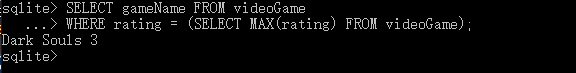 sqlite> SELECT gameName FROM videoGame
   ...> WHERE rating = (SELECT MAX(rating) FROM videoGame);
Dark Souls 3
sqlite>